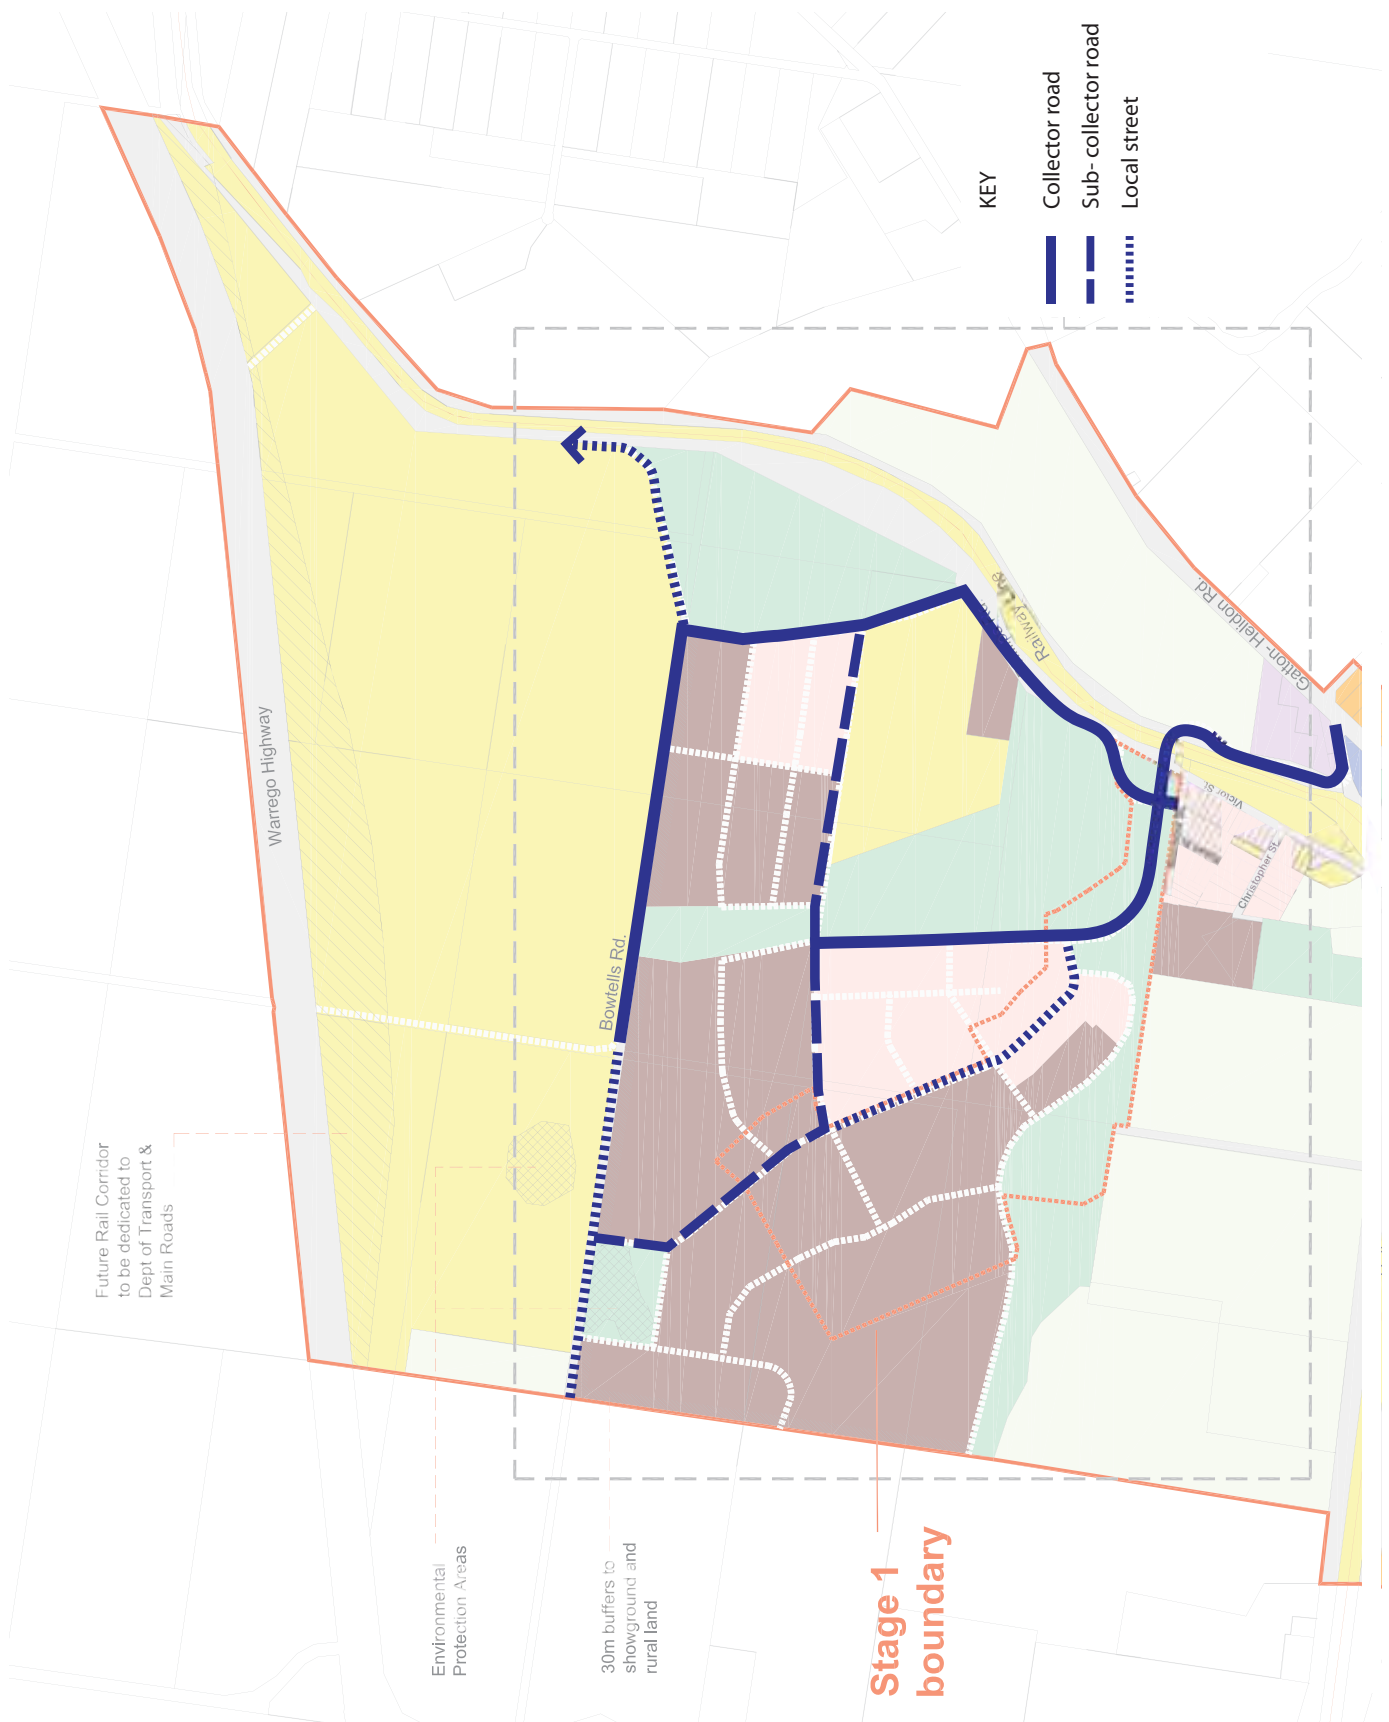 KEY
Collector road
Sub- collector road
Local street
Warrego Highway
Bowtells Rd.
Railway
Gatton- Helidon Rd.
Victor St.
Christopher St.
Future Rail Corridor
to be dedicated to
Dept of Transport &
Main Roads
Environmental
Protection Areas
30m buffers to
showground and
rural land
Stage 1
boundary